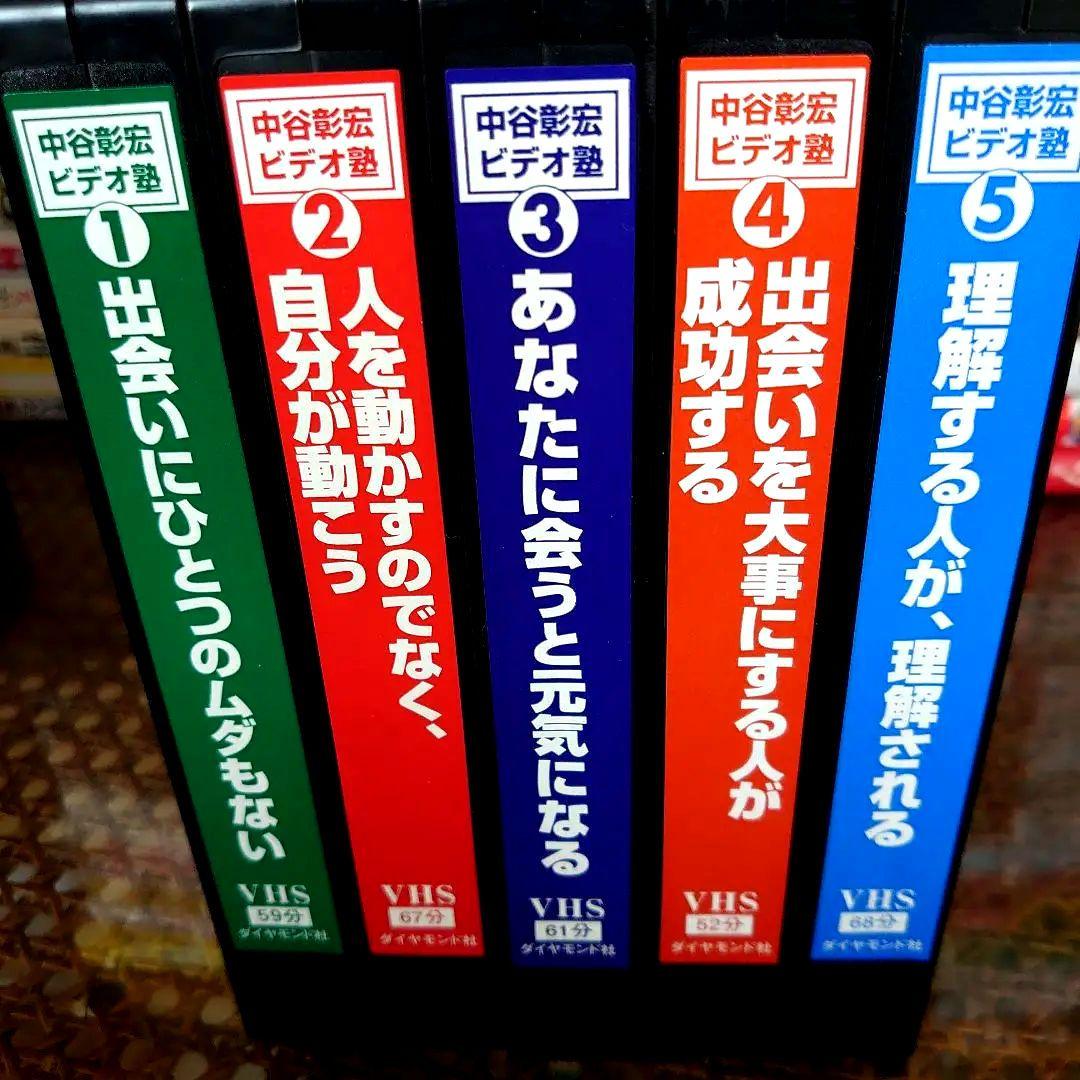 中谷彰宏
ビデオ塾
1
出会いにひとつのムダもない
VHS
59分
ダイヤモンド社
中谷彰宏
ビデオ塾
2
人を動かすのでなく、
自分が動こう
VHS
67分
ダイヤモンド社
中谷彰宏
ビデオ塾
3
あなたに会うと元気になる
VHS
61分
ダイヤモンド社
中谷彰宏
ビデオ塾
4
出会いを大事にする人が
成功する
VHS
52分
ダイヤモンド社
中谷彰宏
ビデオ塾
5
理解する人が、理解される
VHS
68分
ダイヤモンド社